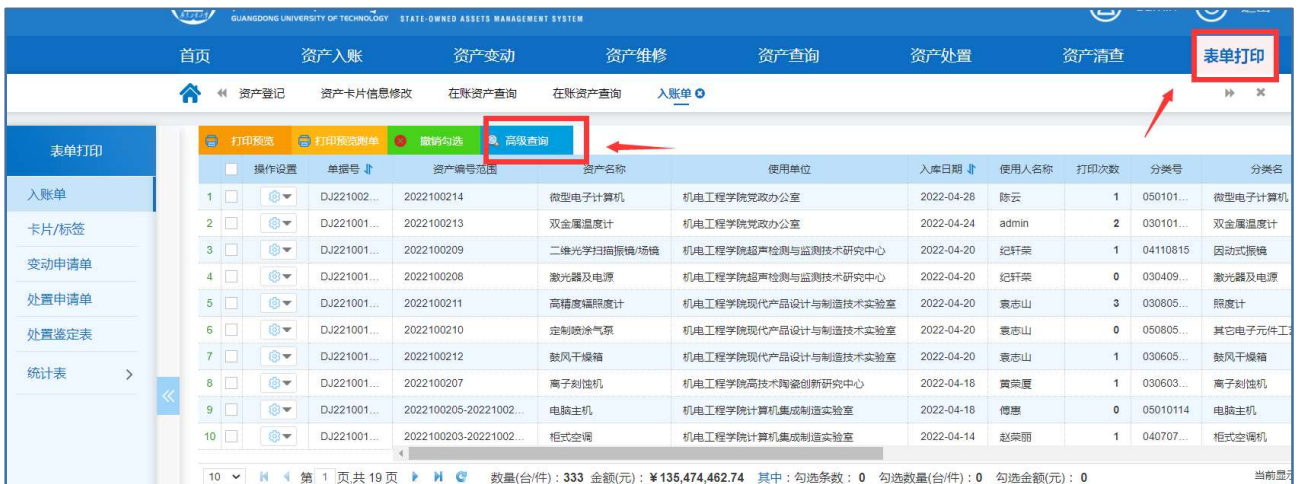 GUANGDONG UNIVERSITY OF TECHNOLOGY STATE-OWNED ASSETS MANAGEMENT SYSTEM
首页 资产入账 资产变动 资产维修 资产查询 资产处置 资产清查 表单打印
资产登记 资产卡片信息修改 在账资产查询 在账资产查询 入账单
表单打印
入账单
卡片/标签
变动申请单
处置申请单
处置鉴定表
统计表
打印预览 打印预览附单 撤销勾选 高级查询
操作设置 单据号 资产编号范围 资产名称 使用单位 入库日期 使用人名称 打印次数 分类号 分类名
1 DJ221002... 2022100214 微型电子计算机 机电工程学院党政办公室 2022-04-28 陈云 1 050101... 微型电子计算机
2 DJ221001... 2022100213 双金属温度计 机电工程学院党政办公室 2022-04-24 admin 2 030101... 双金属温度计
3 DJ221001... 2022100209 二维光学扫描振镜/场镜 机电工程学院超声检测与监测技术研究中心 2022-04-20 纪轩荣 1 04110815 因动式振镜
4 DJ221001... 2022100208 激光器及电源 机电工程学院超声检测与监测技术研究中心 2022-04-20 纪轩荣 0 030409... 激光器及电源
5 DJ221001... 2022100211 高精度辐照度计 机电工程学院现代产品设计与制造技术实验室 2022-04-20 袁志山 3 030805... 照度计
6 DJ221001... 2022100210 定制喷涂气泵 机电工程学院现代产品设计与制造技术实验室 2022-04-20 袁志山 0 050805... 其它电子元件工
7 DJ221001... 2022100212 鼓风干燥箱 机电工程学院现代产品设计与制造技术实验室 2022-04-20 袁志山 1 030605... 鼓风干燥箱
8 DJ221001... 2022100207 离子刻蚀机 机电工程学院高技术陶瓷创新研究中心 2022-04-18 黄荣厦 1 030603... 离子刻蚀机
9 DJ221001... 2022100205-20221002... 电脑主机 机电工程学院计算机集成制造实验室 2022-04-18 傅惠 0 05010114 电脑主机
10 DJ221001... 2022100203-20221002... 柜式空调 机电工程学院计算机集成制造实验室 2022-04-14 赵荣丽 1 040707... 柜式空调机
10 第 1 页,共 19 页 数量(台/件)：333 金额(元)：¥135,474,462.74 其中：勾选条数：0 勾选数量(台/件)：0 勾选金额(元)：0 当前显